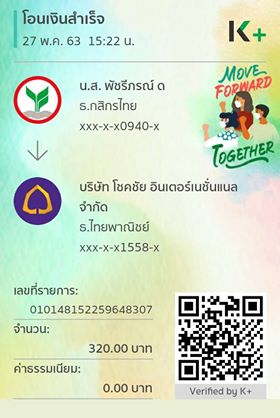 โอนเงินสำเร็จ
27 พ.ค. 63 15:22 น.
K+
MOVE
FORWARD
TOGETHER
น.ส. พัชรีภรณ์ ด
ธ.กสิกรไทย
xxx-x-x0940-x
บริษัท โชคชัย อินเตอร์เนชั่นแนล
จำกัด
ธ.ไทยพาณิชย์
xxx-x-x1558-x
เลขที่รายการ:
010148152259648307
จำนวน:
320.00 บาท
ค่าธรรมเนียม:
0.00 บาท
Verified by K+